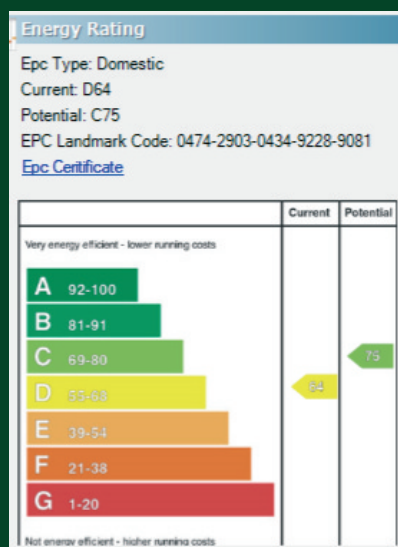 Energy Rating
Epc Type: Domestic
Current: D64
Potential: C75
EPC Landmark Code: 0474-2903-0434-9228-9081
Epc Ceritificate
Current Potential
Very energy efficient - lower running costs
A 92-100
B 81-91
C 69-80 75
D 55-68 64
E 39-54
F 21-38
G 1-20
Not energy efficient - higher running costs